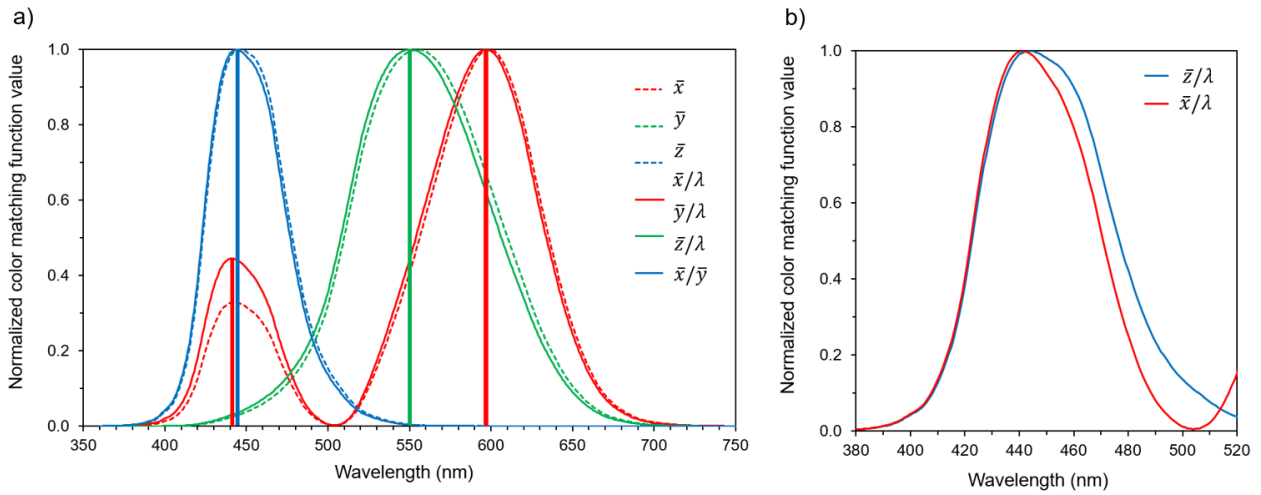 a)
Normalized color matching function value
1.0
0.8
0.6
0.4
0.2
0.0
350 400 450 500 550 600 650 700 750
Wavelength (nm)
x̄
ȳ
z̄
x̄/λ
ȳ/λ
z̄/λ
x̄/ȳ
b)
Normalized color matching function value
1.0
0.8
0.6
0.4
0.2
0.0
380 400 420 440 460 480 500 520
Wavelength (nm)
z̄/λ
x̄/λ